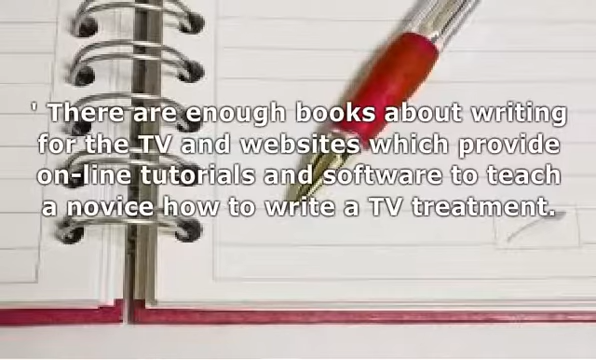 ' There are enough books about writing
for the TV and websites which provide
on-line tutorials and software to teach
a novice how to write a TV treatment.